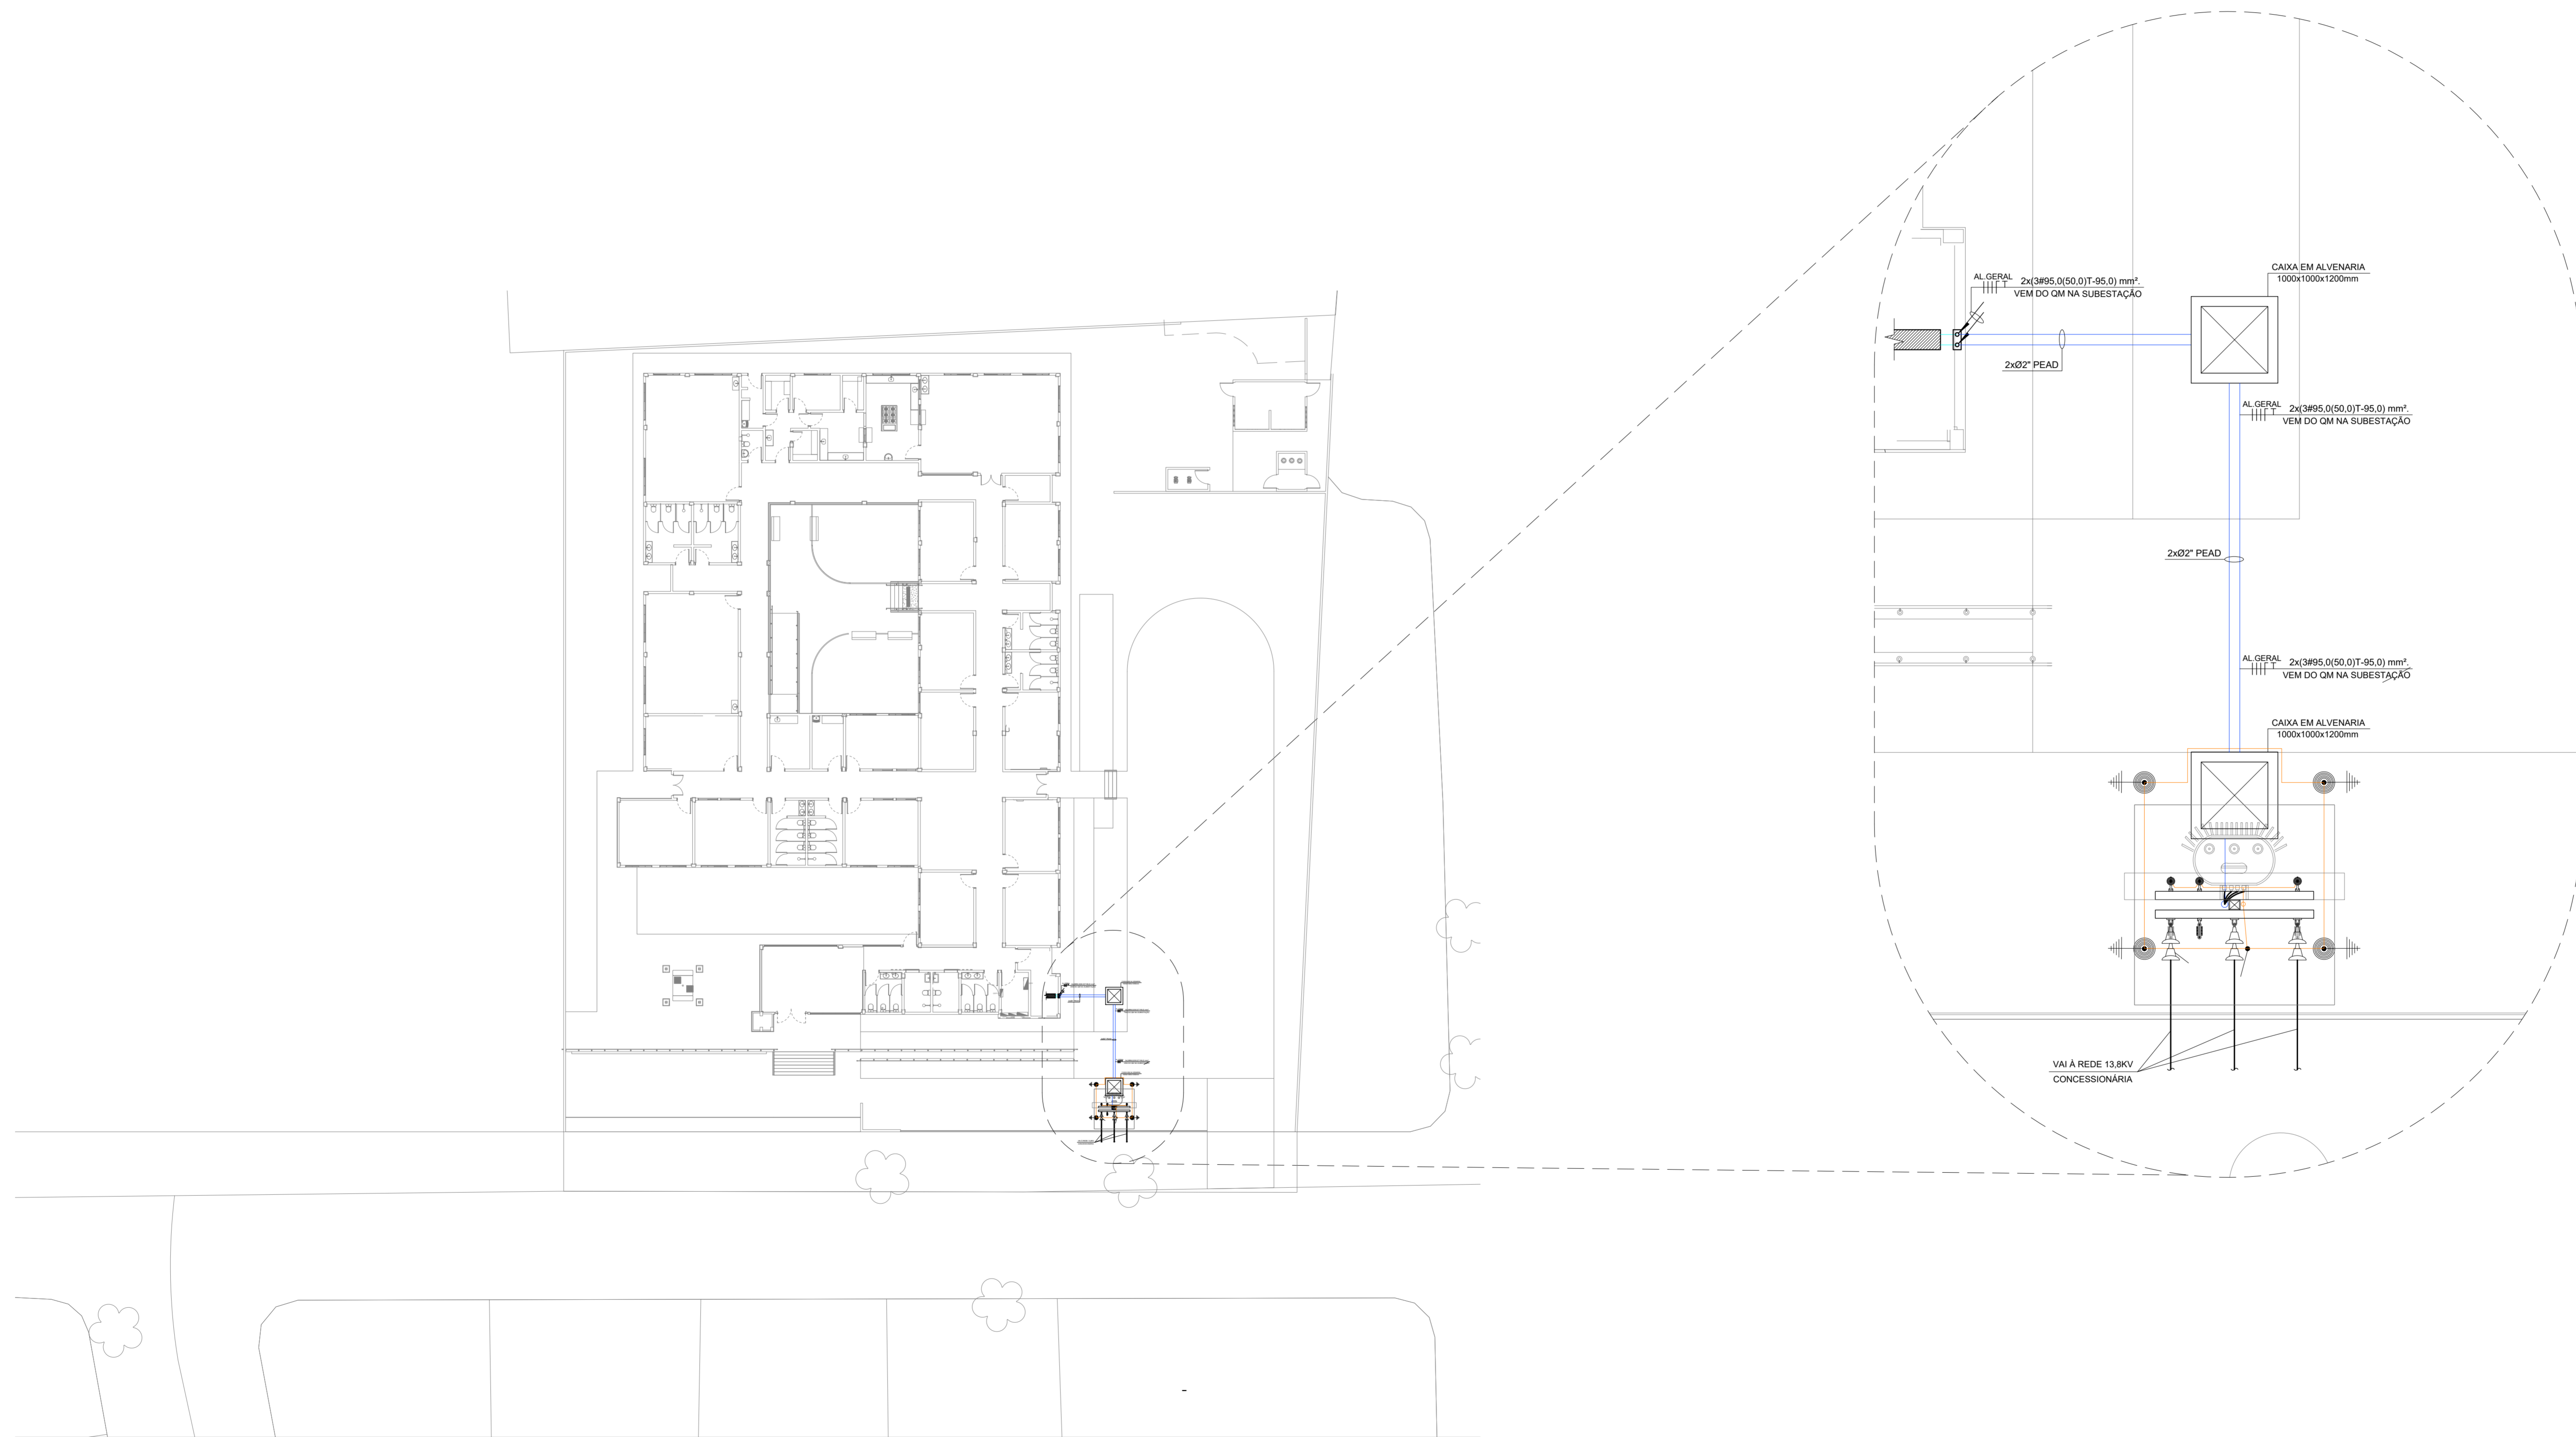 CAIXA EM ALVENARIA
1000x1000x1200mm
AL.GERAL
2x(3#95,0(50,0)T-95,0) mm².
VEM DO QM NA SUBESTAÇÃO
2xØ2" PEAD
AL.GERAL
2x(3#95,0(50,0)T-95,0) mm².
VEM DO QM NA SUBESTAÇÃO
2xØ2" PEAD
AL.GERAL
2x(3#95,0(50,0)T-95,0) mm².
VEM DO QM NA SUBESTAÇÃO
CAIXA EM ALVENARIA
1000x1000x1200mm
VAI À REDE 13,8KV
CONCESSIONÁRIA